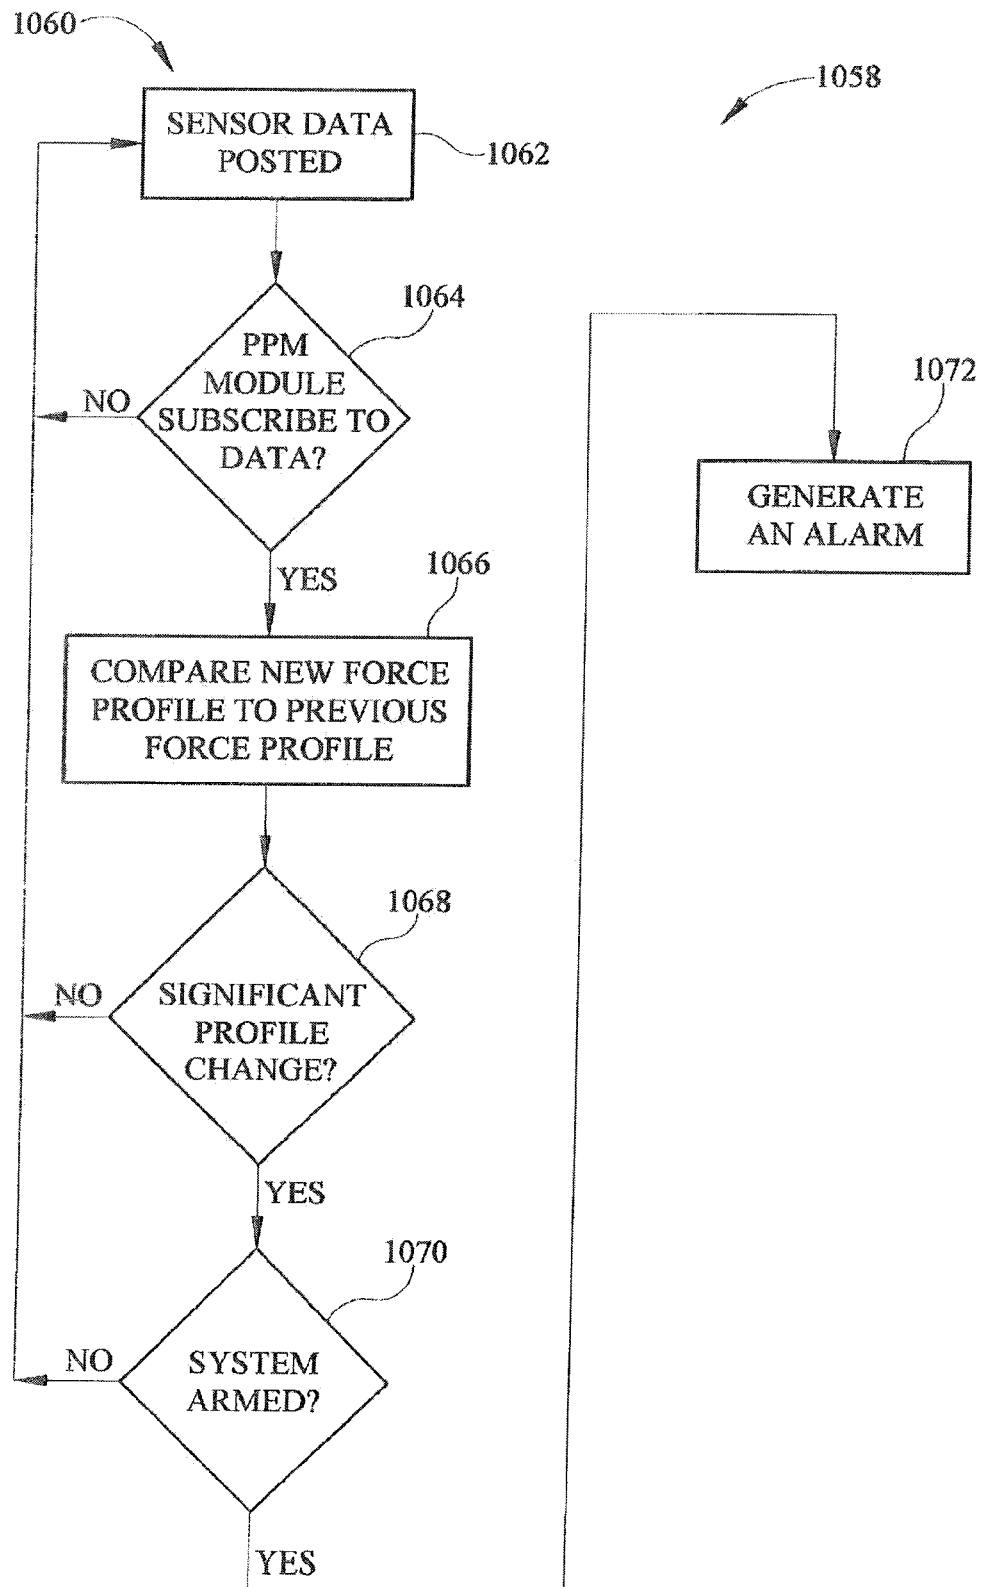 1060
1058
SENSOR DATA
POSTED
1062
1064
PPM
MODULE
SUBSCRIBE TO
DATA?
NO
YES
1066
COMPARE NEW FORCE
PROFILE TO PREVIOUS
FORCE PROFILE
1068
SIGNIFICANT
PROFILE
CHANGE?
NO
YES
1070
SYSTEM
ARMED?
NO
YES
1072
GENERATE
AN ALARM